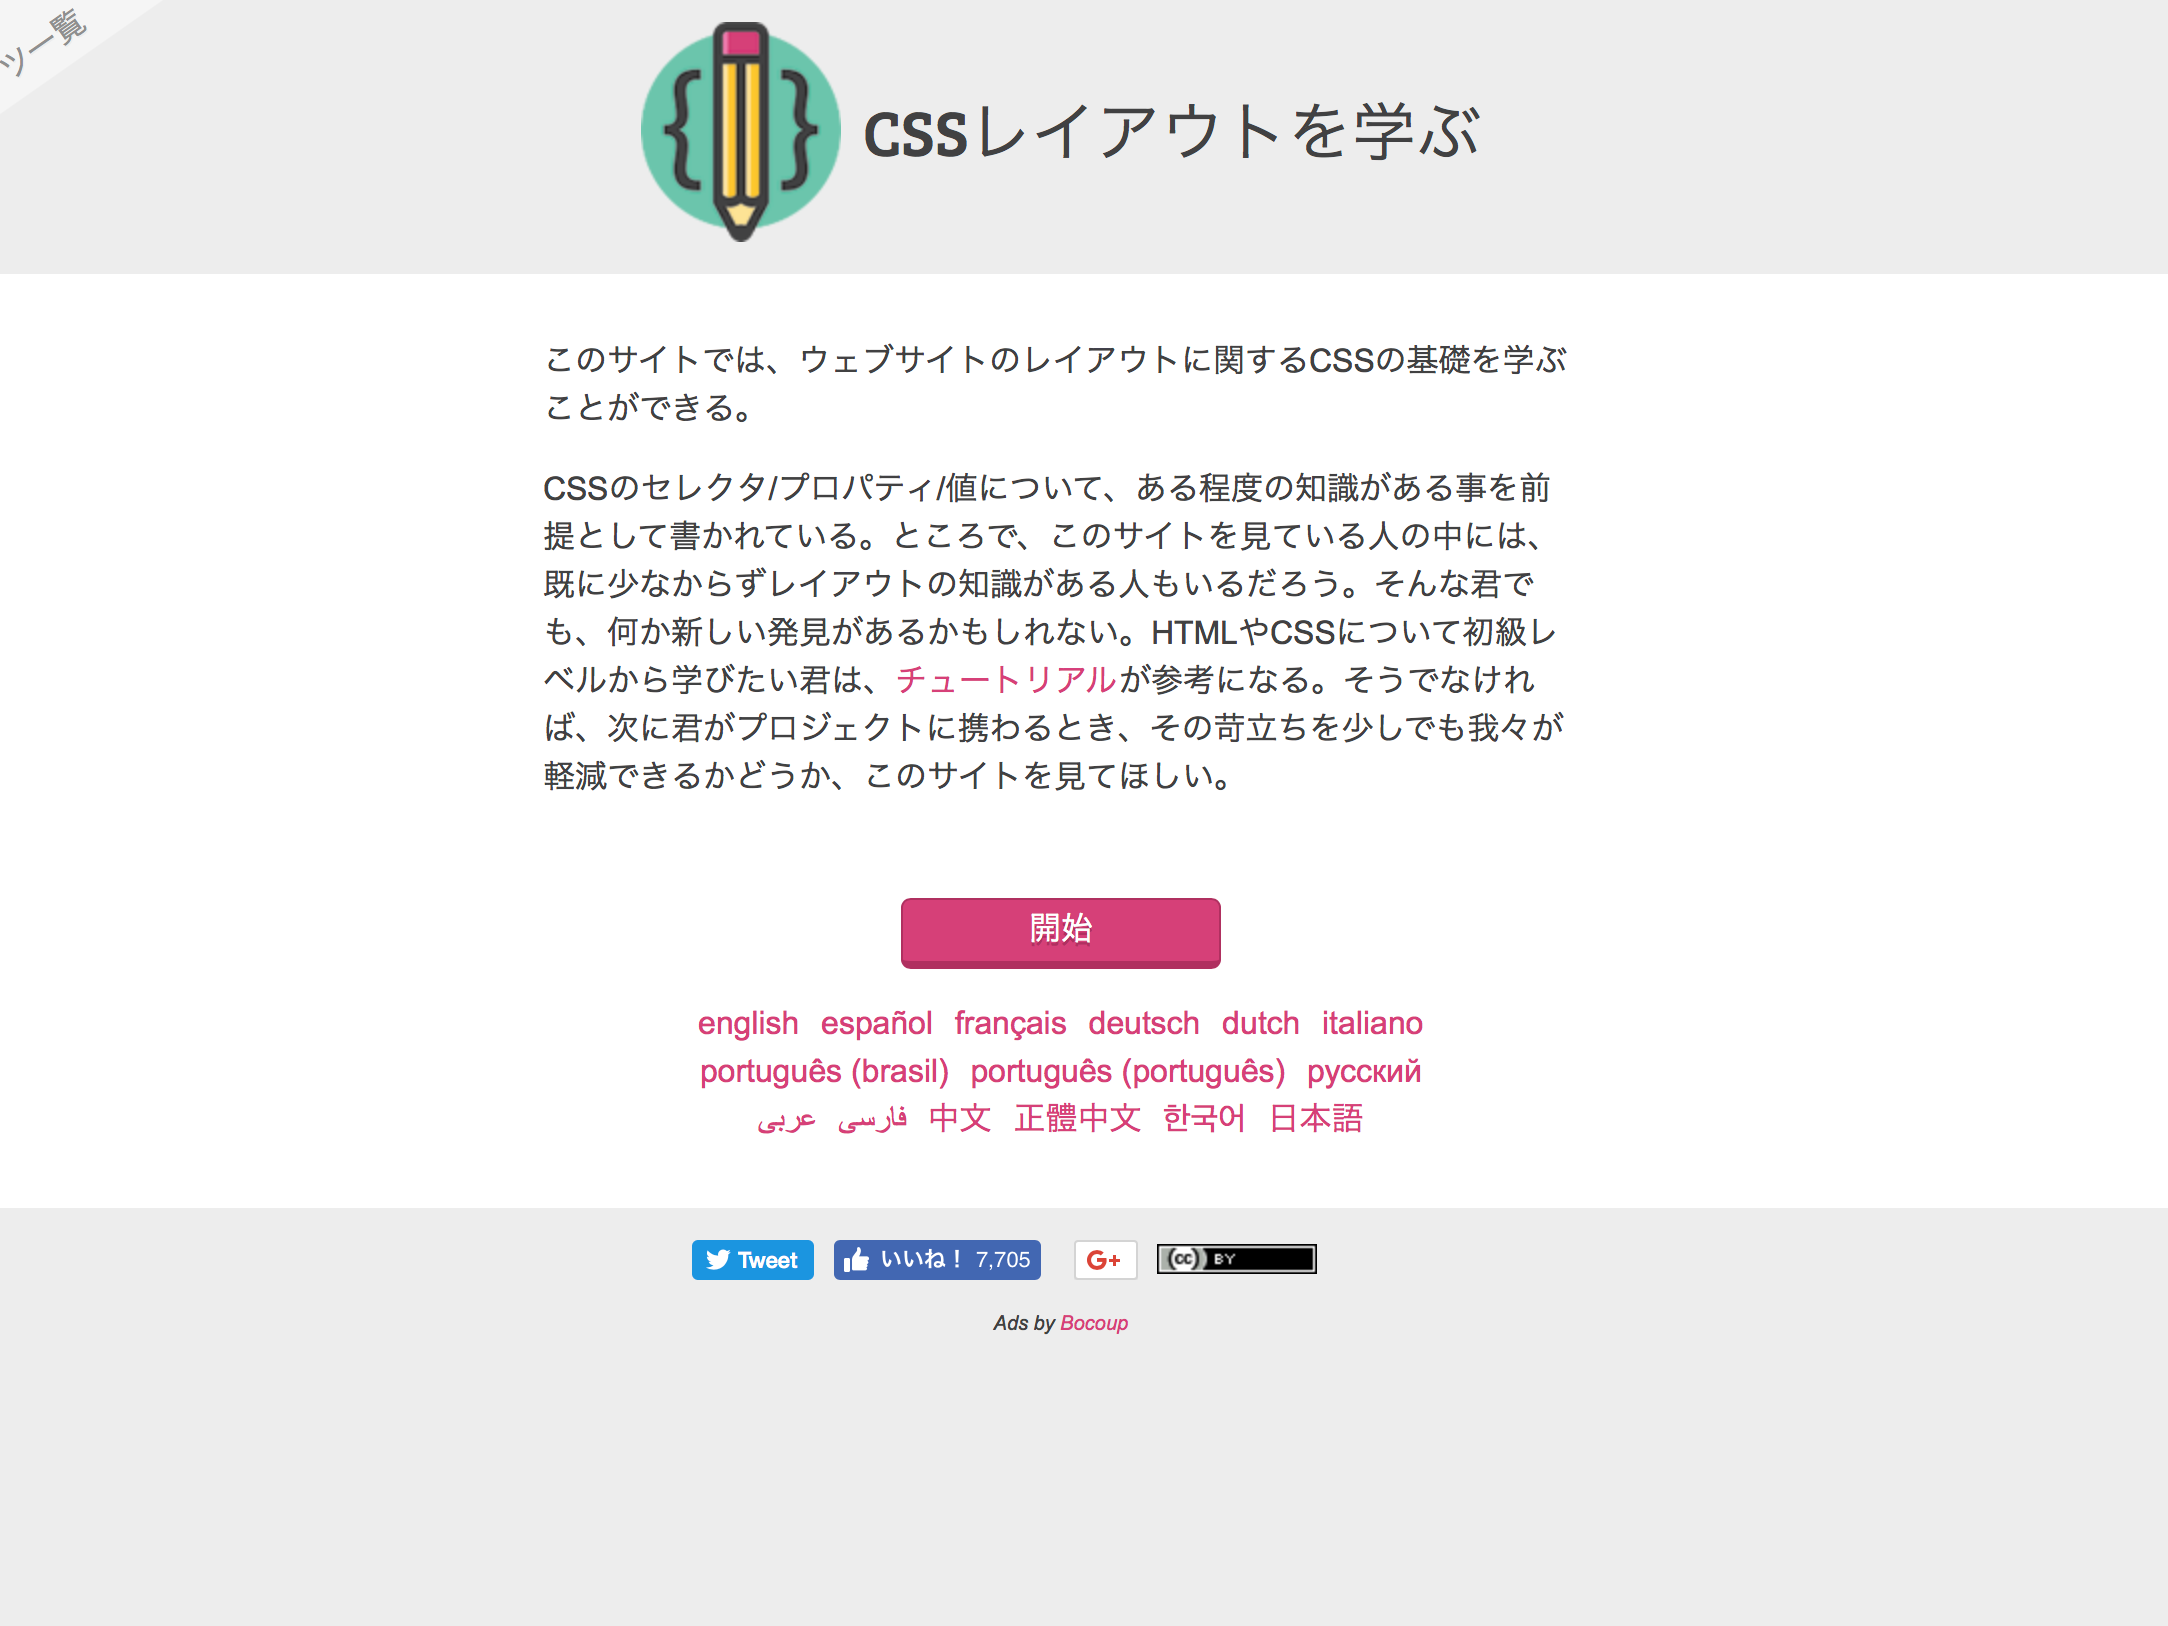 ツ一覧
CSSレイアウトを学ぶ
このサイトでは、ウェブサイトのレイアウトに関するCSSの基礎を学ぶ
ことができる。
CSSのセレクタ/プロパティ/値について、ある程度の知識がある事を前
提として書かれている。ところで、このサイトを見ている人の中には、
既に少なからずレイアウトの知識がある人もいるだろう。そんな君で
も、何か新しい発見があるかもしれない。HTMLやCSSについて初級レ
ベルから学びたい君は、チュートリアルが参考になる。そうでなけれ
ば、次に君がプロジェクトに携わるとき、その苛立ちを少しでも我々が
軽減できるかどうか、このサイトを見てほしい。
開始
english español français deutsch dutch italiano
português (brasil) português (português) русский
عربى فارسی 中文 正體中文 한국어 日本語
Tweet いいね！ 7,705 G+ cc BY
Ads by Bocoup